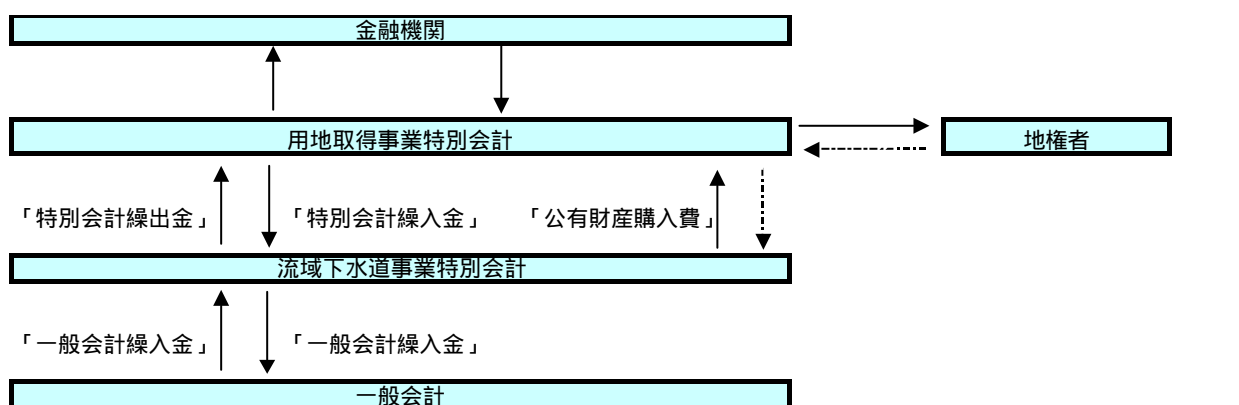 金融機関
用地取得事業特別会計
地権者
「特別会計繰出金」
「特別会計繰入金」
「公有財産購入費」
流域下水道事業特別会計
「一般会計繰入金」
「一般会計繰入金」
一般会計